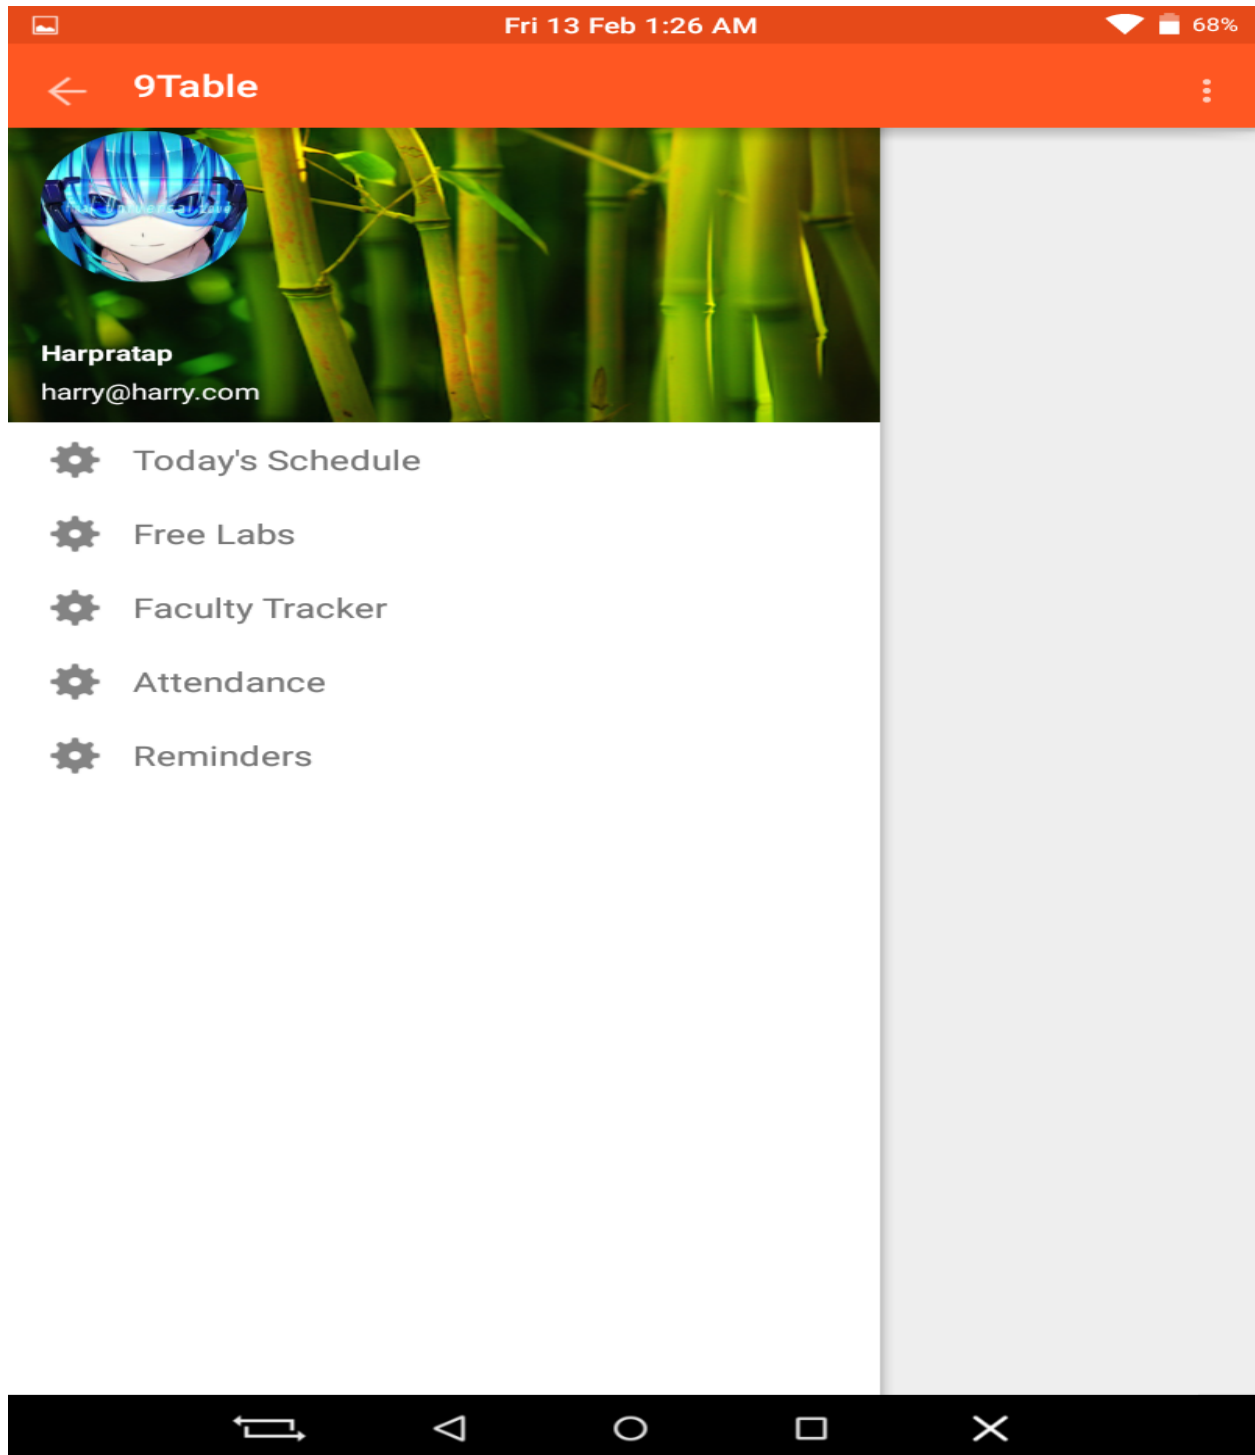 Fri 13 Feb 1:26 AM
68%
9Table
Harpratap
harry@harry.com
Today's Schedule
Free Labs
Faculty Tracker
Attendance
Reminders